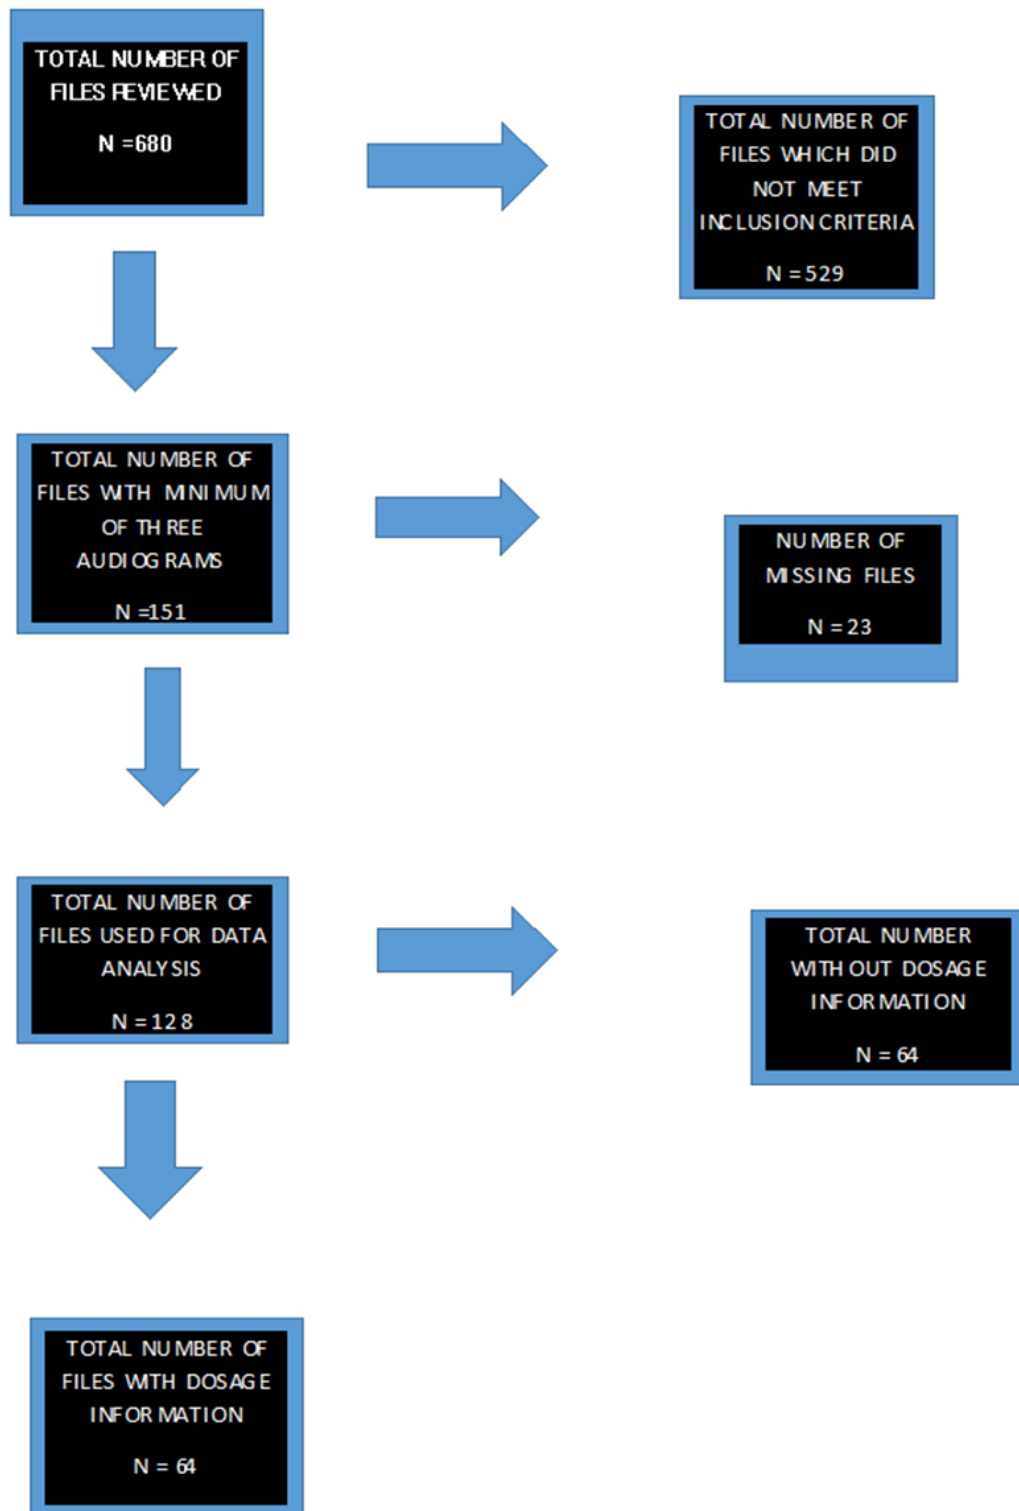 TOTAL NUMBER OF
FILES REVIEWED
N =680
TOTAL NUMBER OF
FILES WHICH DID
NOT MEET
INCLUSION CRITERIA
N = 529
TOTAL NUMBER OF
FILES WITH MINIMUM
OF THREE
AUDIOGRAMS
N =151
NUMBER OF
MISSING FILES
N = 23
TOTAL NUMBER OF
FILES USED FOR DATA
ANALYSIS
N = 128
TOTAL NUMBER
WITHOUT DOSAGE
INFORMATION
N = 64
TOTAL NUMBER OF
FILES WITH DOSAGE
INFORMATION
N = 64